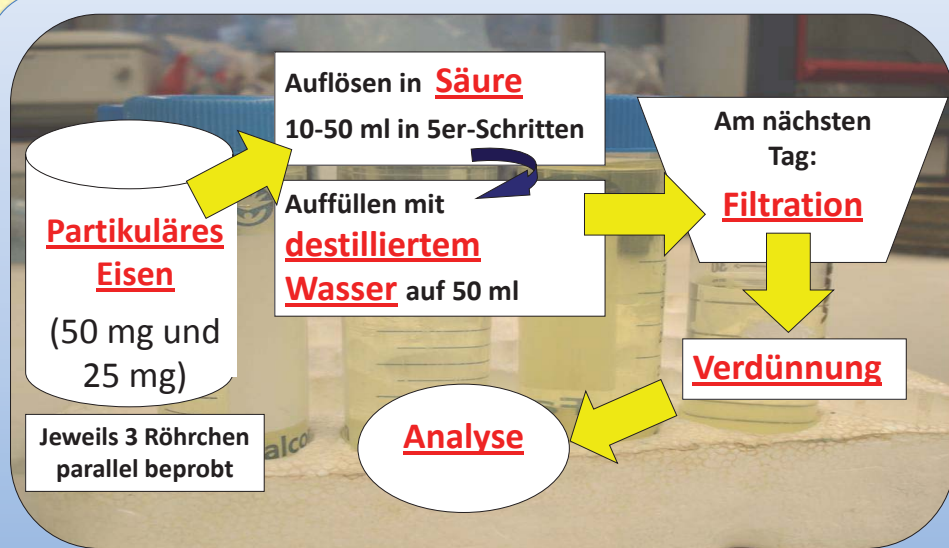 Auflösen in Säure
10-50 ml in 5er-Schritten
Auffüllen mit
destilliertem
Wasser auf 50 ml
Partikuläres
Eisen
(50 mg und
25 mg)
Jeweils 3 Röhrchen
parallel beprobt
Am nächsten
Tag:
Filtration
Verdünnung
Analyse
alco